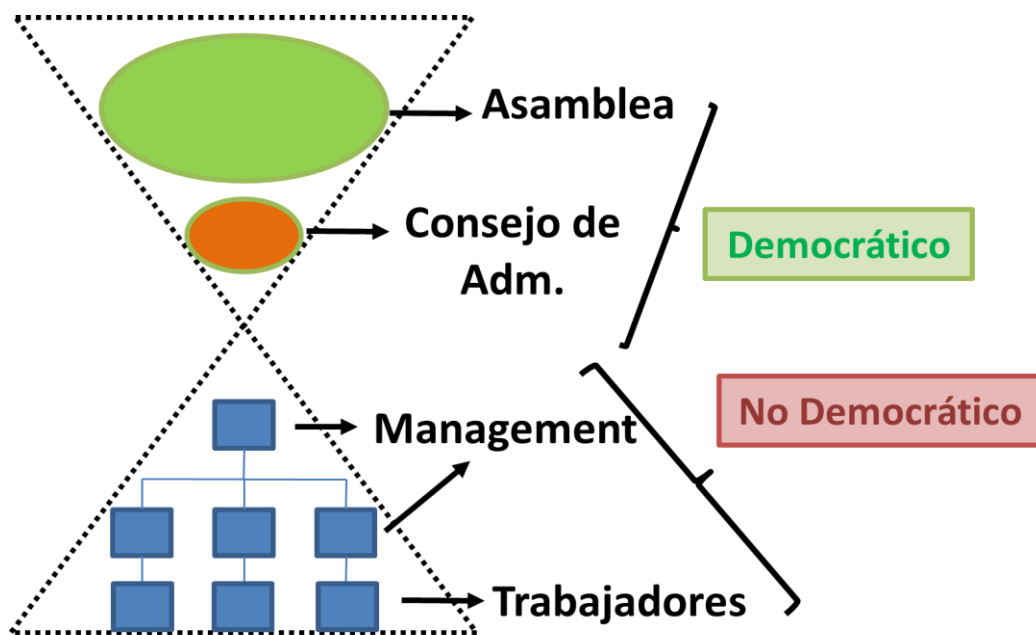 Asamblea
Consejo de
Adm.
Democrático
No Democrático
Management
Trabajadores